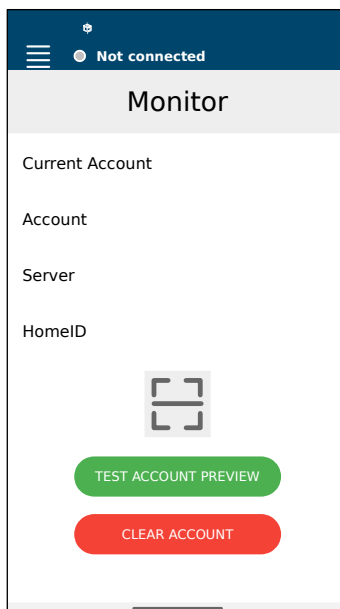 Not connected
Monitor
Current Account
Account
Server
HomeID
TEST ACCOUNT PREVIEW
CLEAR ACCOUNT